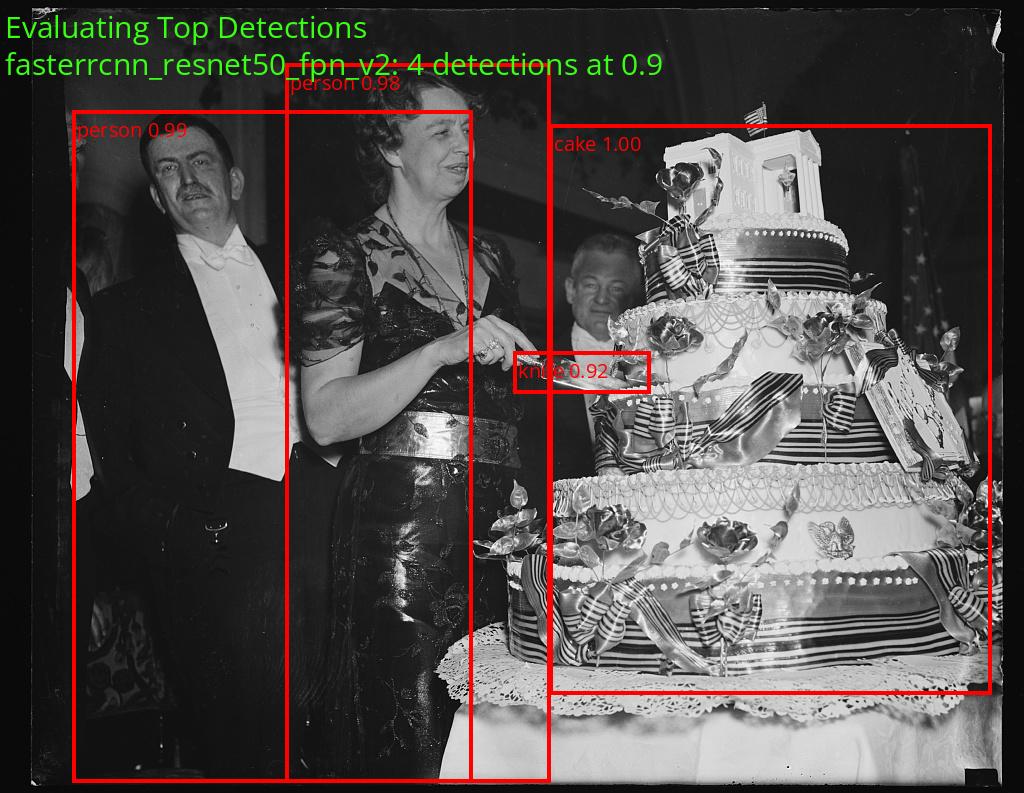 Evaluating Top Detections
fasterrcnn_resnet50_fpn_v2: 4 detections at 0.9
person 0.98
person 0.99
cake 1.00
knife 0.92